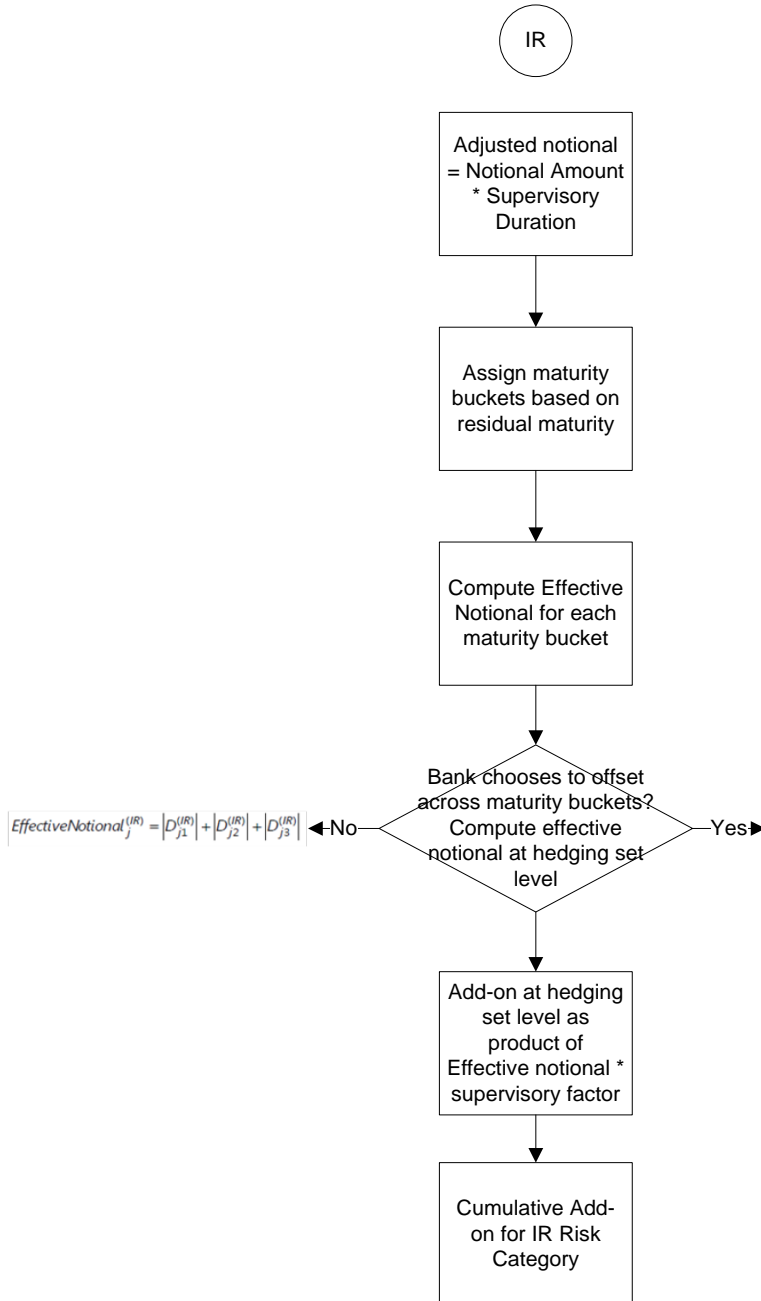 IR
Adjusted notional
= Notional Amount
* Supervisory
Duration
Assign maturity
buckets based on
residual maturity
Compute Effective
Notional for each
maturity bucket
Bank chooses to offset
across maturity buckets?
Compute effective
notional at hedging set
level
EffectiveNotional_j^(IR) = |D_j1^(IR)| + |D_j2^(IR)| + |D_j3^(IR)|
No
Yes
Add-on at hedging
set level as
product of
Effective notional *
supervisory factor
Cumulative Add-
on for IR Risk
Category